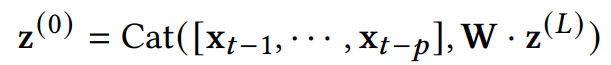 z^{(0)} = Cat([x_{t-1}, ⋯ , x_{t-p}], W · z^{(L)})